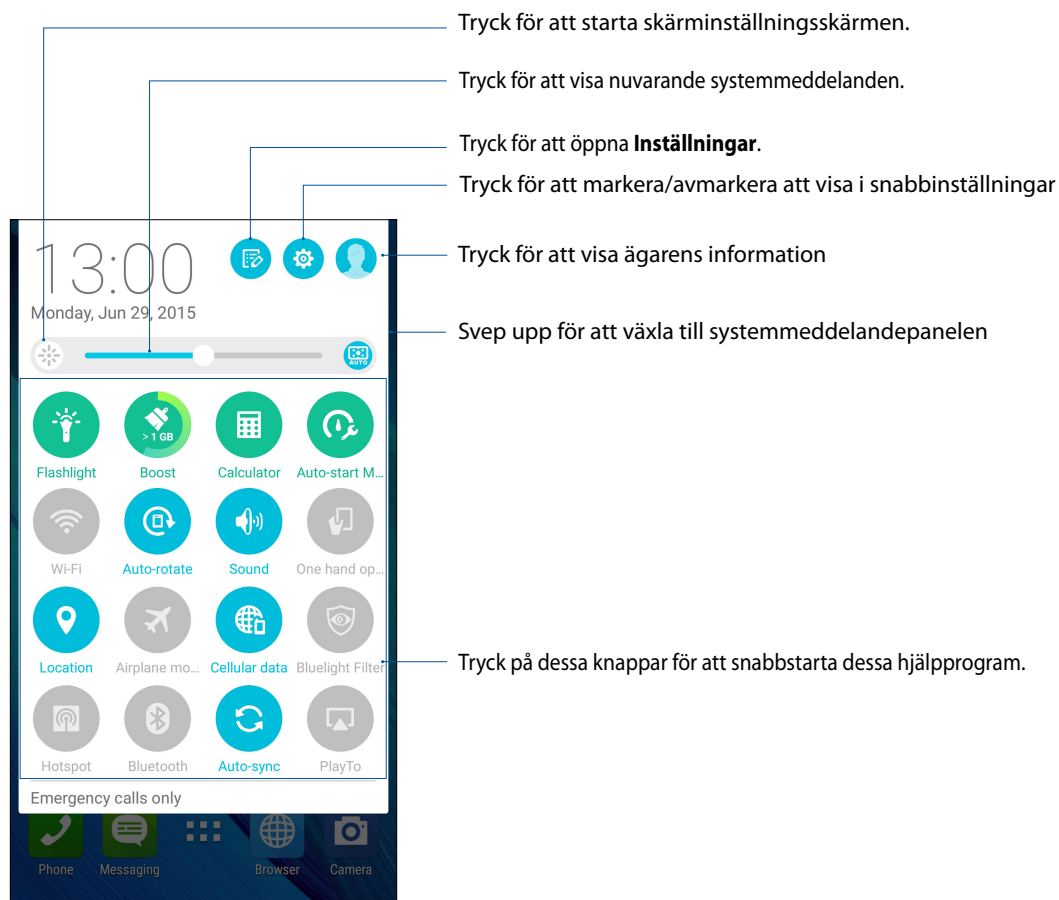 Tryck för att starta skärminställningsskärmen.
Tryck för att visa nuvarande systemmeddelanden.
Tryck för att öppna Inställningar.
Tryck för att markera/avmarkera att visa i snabbinställningar
Tryck för att visa ägarens information
Svep upp för att växla till systemmeddelandepanelen
13:00
Monday, Jun 29, 2015
AUTO
> 1 GB
Flashlight Boost Calculator Auto-start M...
Wi-Fi Auto-rotate Sound One hand op...
Location Airplane mo... Cellular data Bluelight Filter
Tryck på dessa knappar för att snabbstarta dessa hjälpprogram.
Hotspot Bluetooth Auto-sync PlayTo
Emergency calls only
Phone Messaging Browser Camera